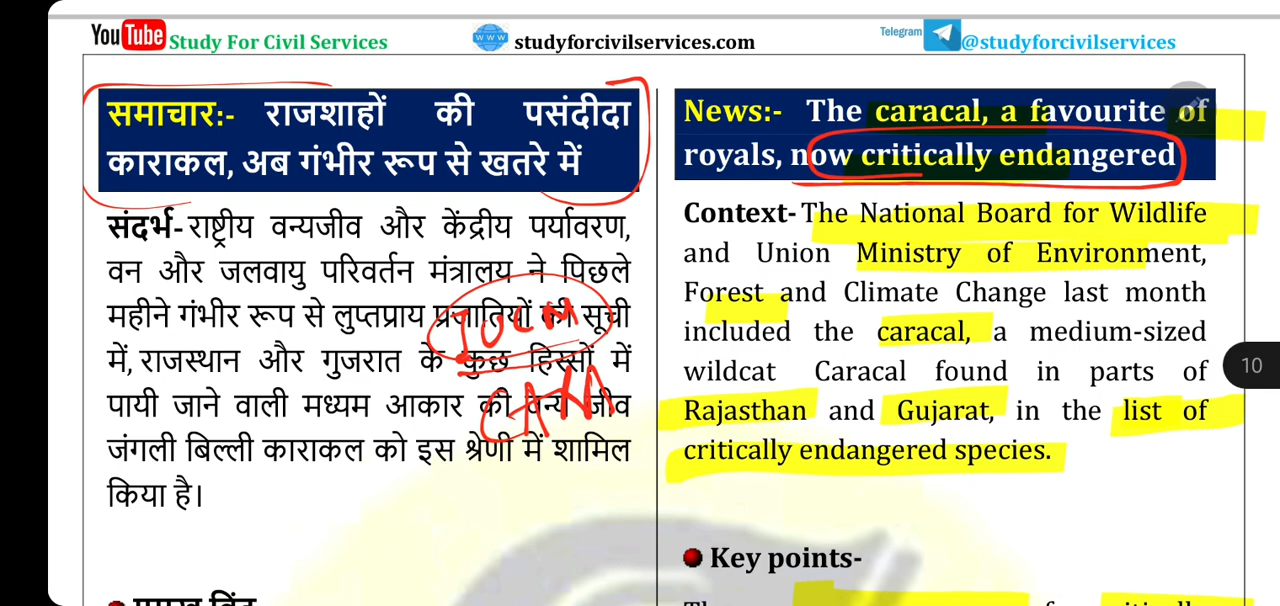 YouTube Study For Civil Services
www studyforcivilservices.com
Telegram @studyforcivilservices
समाचार:- राजशाहों की पसंदीदा
काराकल, अब गंभीर रूप से खतरे में
संदर्भ- राष्ट्रीय वन्यजीव और केंद्रीय पर्यावरण,
वन और जलवायु परिवर्तन मंत्रालय ने पिछले
महीने गंभीर रूप से लुप्तप्राय प्रजातियों की सूची
में, राजस्थान और गुजरात के कुछ हिस्सों में
पायी जाने वाली मध्यम आकार की वन्य जीव
जंगली बिल्ली काराकल को इस श्रेणी में शामिल
किया है।
News:- The caracal, a favourite of
royals, now critically endangered
Context- The National Board for Wildlife
and Union Ministry of Environment,
Forest and Climate Change last month
included the caracal, a medium-sized
wildcat Caracal found in parts of
Rajasthan and Gujarat, in the list of
critically endangered species.
Key points-
10